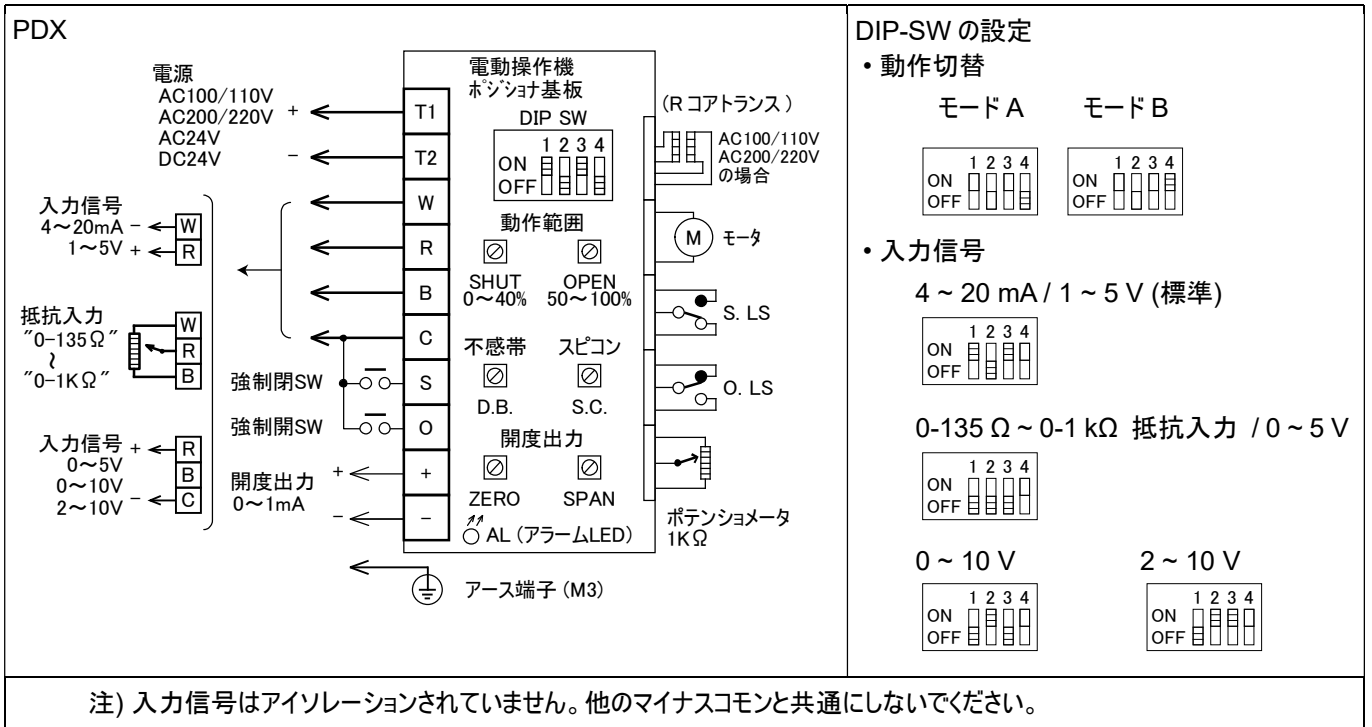 PDX
電源
AC100/110V
AC200/220V
AC24V
DC24V
+
−
入力信号
4～20mA − W
1～5V + R
抵抗入力
"0-135Ω"
～
"0-1KΩ"
W
R
B
入力信号 + R
0～5V B
0～10V
2～10V − C
強制閉SW
強制開SW
開度出力
0～1mA
+
−
T1
T2
W
R
B
C
S
O
+
−
電動操作機
ポジショナ基板
DIP SW
1 2 3 4
ON
OFF
動作範囲
SHUT OPEN
0～40% 50～100%
不感帯 スピコン
D.B. S.C.
開度出力
ZERO SPAN
AL (アラームLED)
アース端子 (M3)
(R コアトランス)
AC100/110V
AC200/220V
の場合
M モータ
S. LS
O. LS
ポテンショメータ
1KΩ
DIP-SW の設定
・動作切替
モード A モード B
1 2 3 4 1 2 3 4
ON ON
OFF OFF
・入力信号
4 ~ 20 mA / 1 ~ 5 V (標準)
1 2 3 4
ON
OFF
0-135 Ω ~ 0-1 kΩ 抵抗入力 / 0 ~ 5 V
1 2 3 4
ON
OFF
0 ~ 10 V 2 ~ 10 V
1 2 3 4 1 2 3 4
ON ON
OFF OFF
注) 入力信号はアイソレーションされていません。他のマイナスコモンと共通にしないでください。